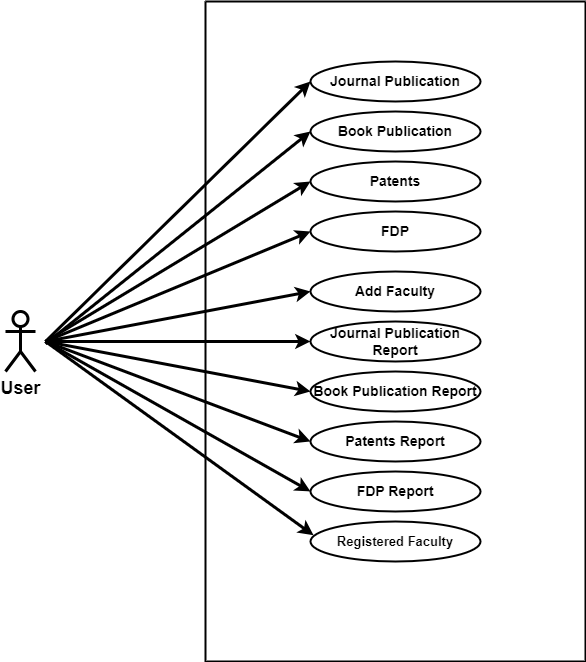 Journal Publication
Book Publication
Patents
FDP
Add Faculty
Journal Publication
Report
Book Publication Report
Patents Report
FDP Report
Registered Faculty
User